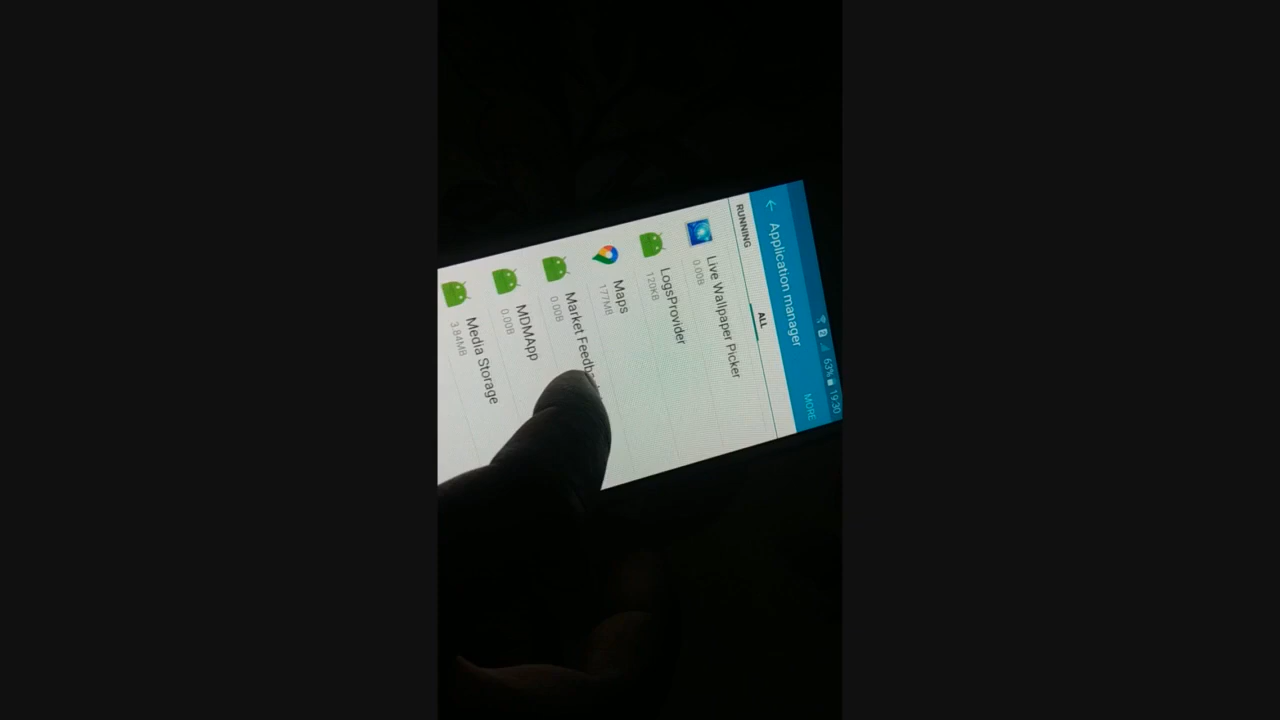 63% 19:30
Application manager
MORE
RUNNING
ALL
Live Wallpaper Picker
0.00B
LogsProvider
120KB
Maps
177MB
Market
0.00B
MDMApp
0.00B
Media Storage
3.84MB